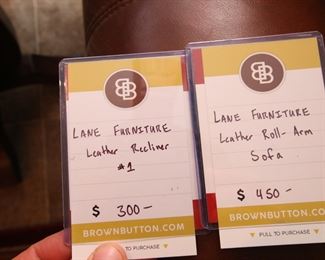 BB
LANE FURNITURE
Leather Recliner
#1
$ 300-
BROWNBUTTON.COM
PULL TO PURCHASE
BB
LANE FURNITURE
Leather Roll-Arm
Sofa
$ 450-
BROWNBUTTON.COM
PULL TO PURCHASE